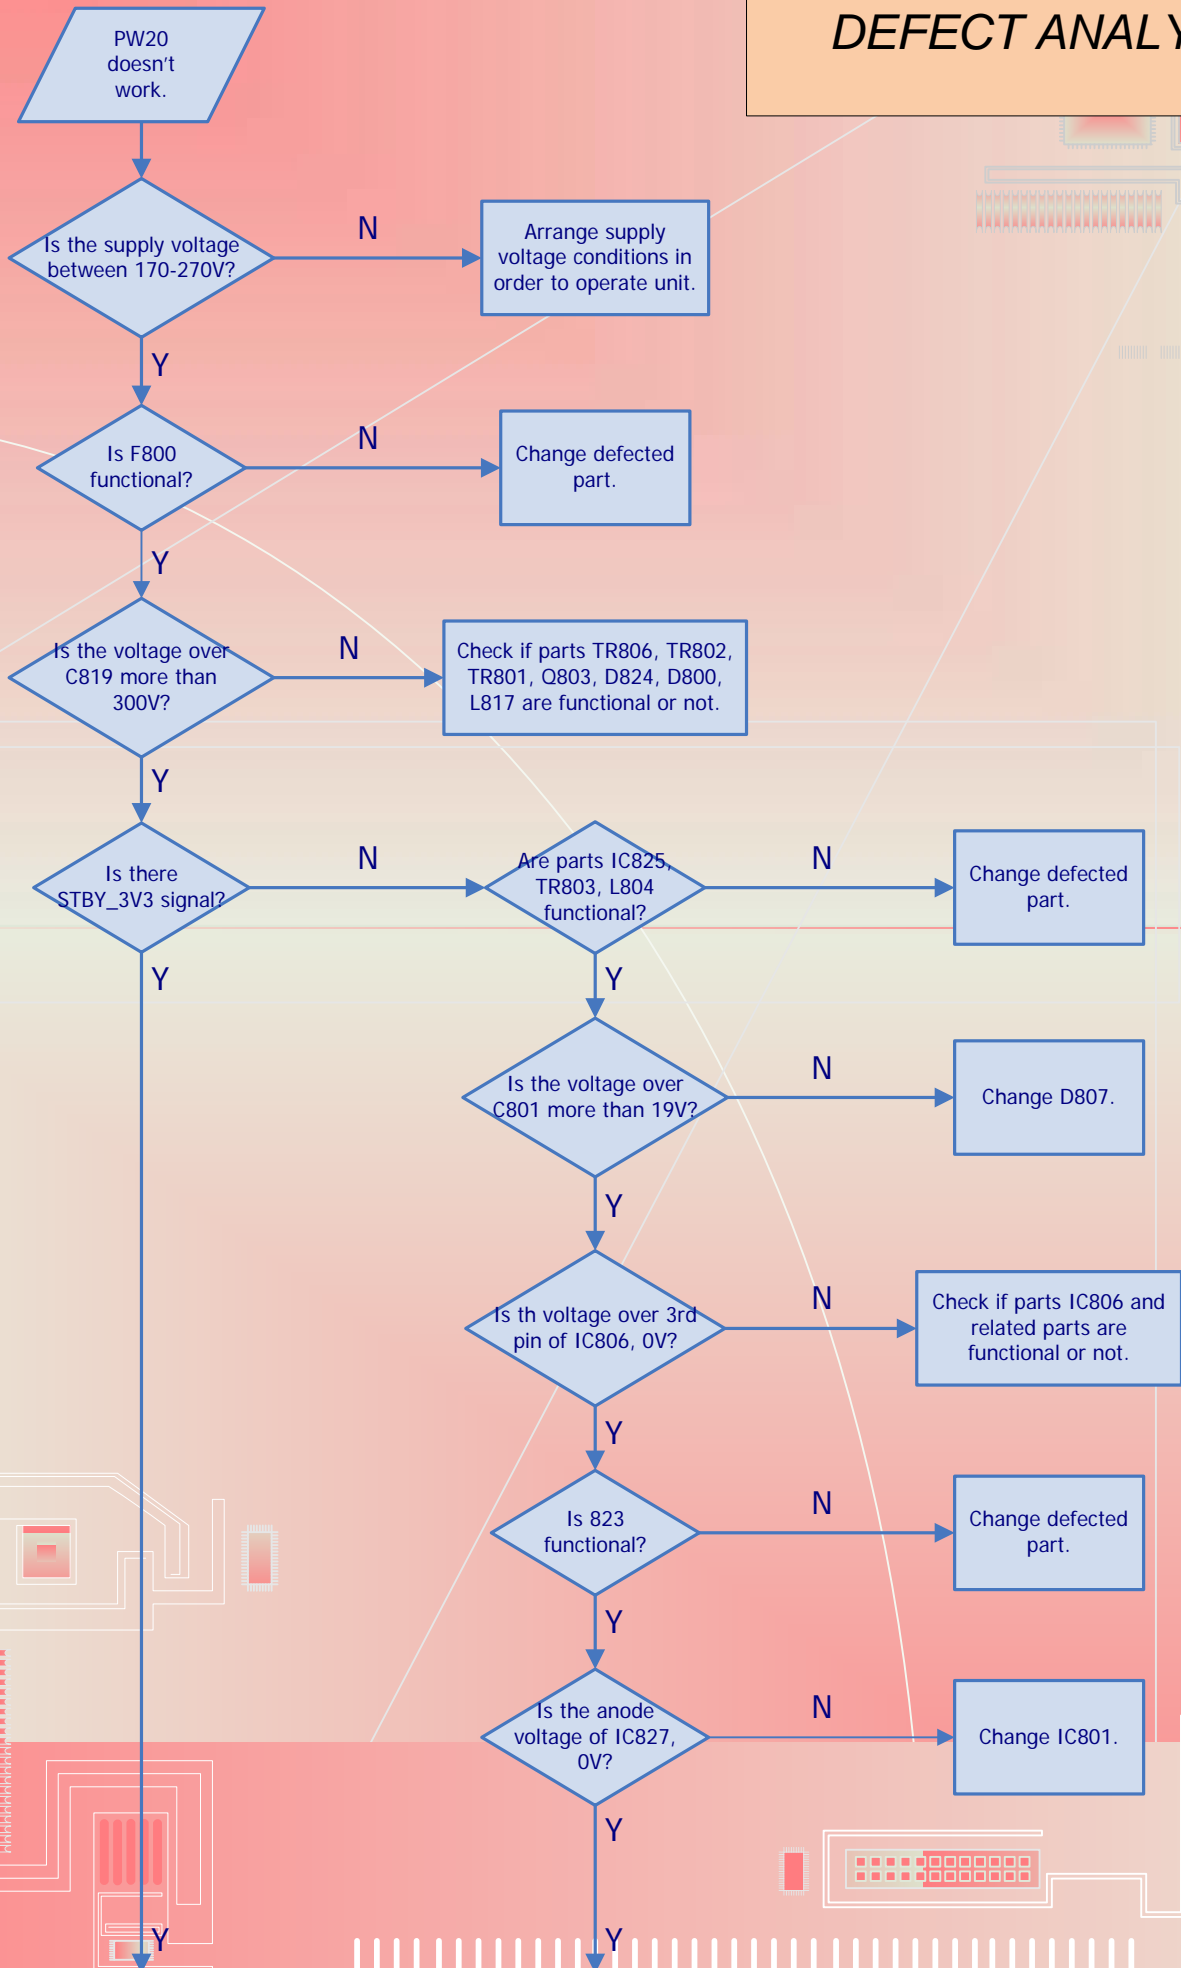 DEFECT ANALY
PW20
doesn't
work.
Is the supply voltage
between 170-270V?
N
Arrange supply
voltage conditions in
order to operate unit.
Y
Is F800
functional?
N
Change defected
part.
Y
Is the voltage over
C819 more than
300V?
N
Check if parts TR806, TR802,
TR801, Q803, D824, D800,
L817 are functional or not.
Y
Is there
STBY_3V3 signal?
N
Are parts IC825,
TR803, L804
functional?
N
Change defected
part.
Y
Y
Is the voltage over
C801 more than 19V?
N
Change D807.
Y
Is th voltage over 3rd
pin of IC806, 0V?
N
Check if parts IC806 and
related parts are
functional or not.
Y
Is 823
functional?
N
Change defected
part.
Y
Is the anode
voltage of IC827,
0V?
N
Change IC801.
Y
Y
Y